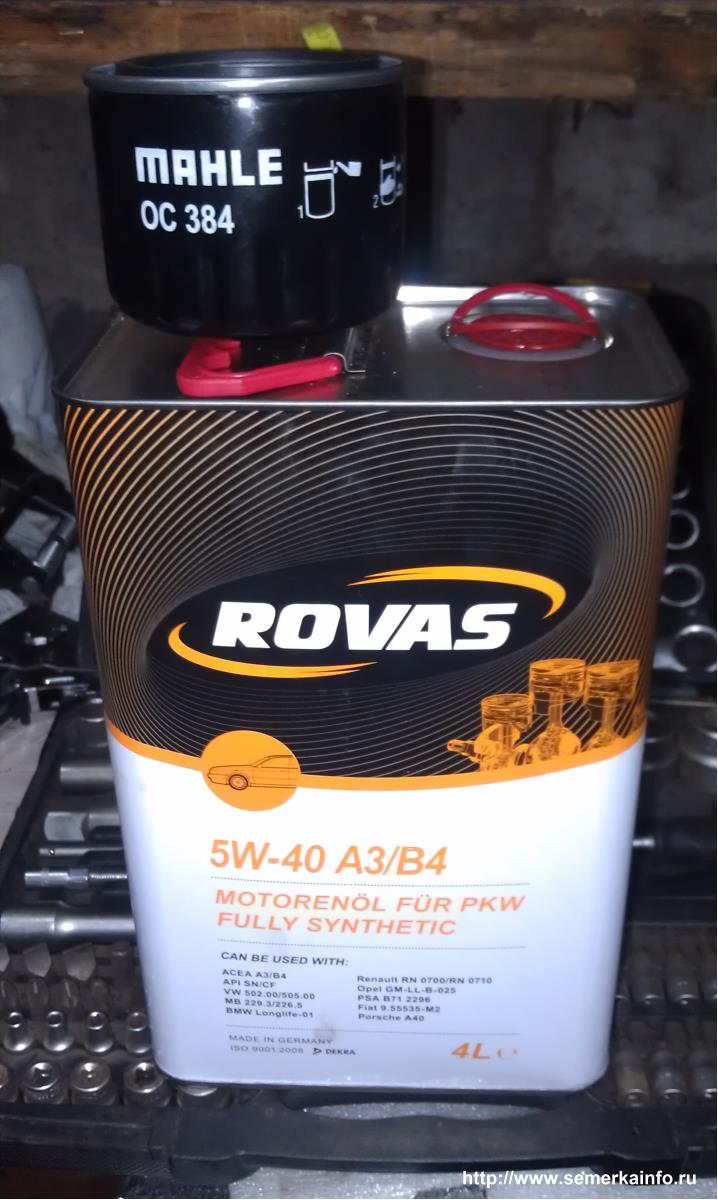 MAHLE
OC 384
1
2
ROVAS
5W-40 A3/B4
MOTORENÖL FÜR PKW
FULLY SYNTHETIC
CAN BE USED WITH:
ACEA A3/B4
API SN/CF
VW 502.00/505.00
MB 229.3/226.5
BMW Longlife-01
Renault RN 0700/RN 0710
Opel GM-LL-B-025
PSA B71 2296
Fiat 9.55535-M2
Porsche A40
MADE IN GERMANY
ISO 9001:2008 DEKRA
4L ℮
http://www.semerkainfo.ru